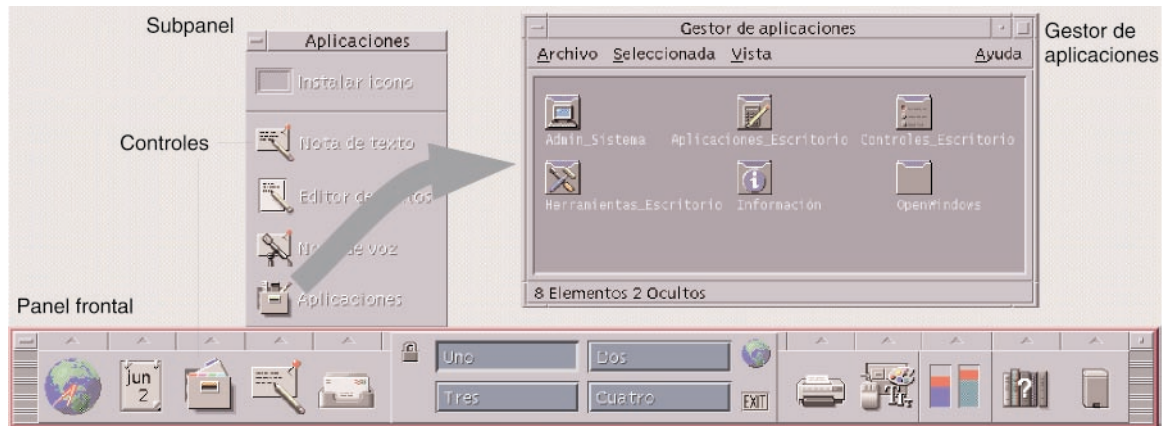 Subpanel
Aplicaciones
Instalar icono
Controles
Nota de texto
Editor de
Aplicaciones
Gestor de aplicaciones
Archivo Seleccionada Vista Ayuda
Admin_Sistema Aplicaciones_Escritorio Controles_Escritorio
Herramientas_Escritorio Información OpenWindows
8 Elementos 2 Ocultos
Gestor de
aplicaciones
Panel frontal
jun
2
Uno Dos
Tres Cuatro
EXIT
?